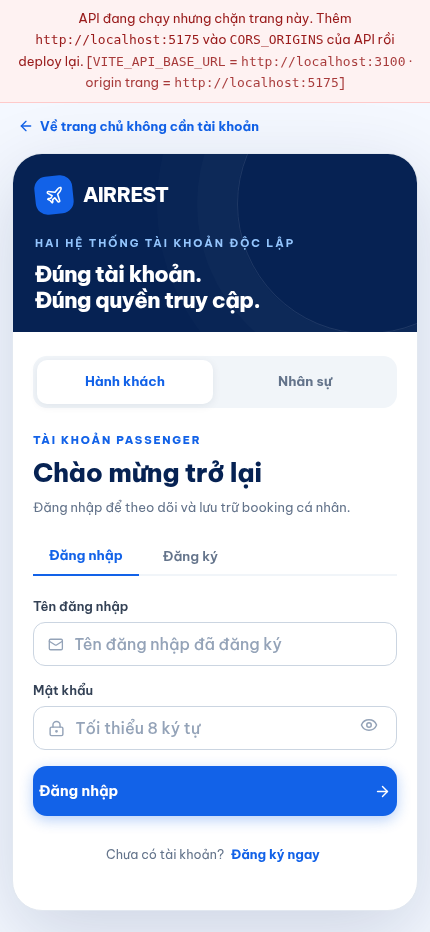 API đang chạy nhưng chặn trang này. Thêm
http://localhost:5175 vào CORS_ORIGINS của API rồi
deploy lại. [VITE_API_BASE_URL = http://localhost:3100 ·
origin trang = http://localhost:5175]
← Về trang chủ không cần tài khoản
AIRREST
HAI HỆ THỐNG TÀI KHOẢN ĐỘC LẬP
Đúng tài khoản.
Đúng quyền truy cập.
Hành khách Nhân sự
TÀI KHOẢN PASSENGER
Chào mừng trở lại
Đăng nhập để theo dõi và lưu trữ booking cá nhân.
Đăng nhập Đăng ký
Tên đăng nhập
Tên đăng nhập đã đăng ký
Mật khẩu
Tối thiểu 8 ký tự
Đăng nhập →
Chưa có tài khoản? Đăng ký ngay